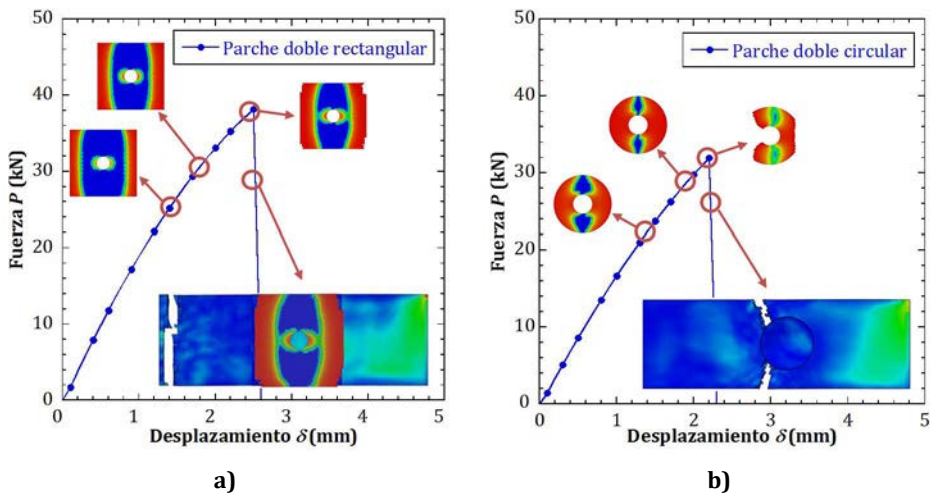 50
40
30
20
10
0
Fuerza P (kN)
Parche doble rectangular
0 1 2 3 4 5
Desplazamiento δ(mm)
a)
50
40
30
20
10
0
Fuerza P (kN)
Parche doble circular
0 1 2 3 4 5
Desplazamiento δ(mm)
b)